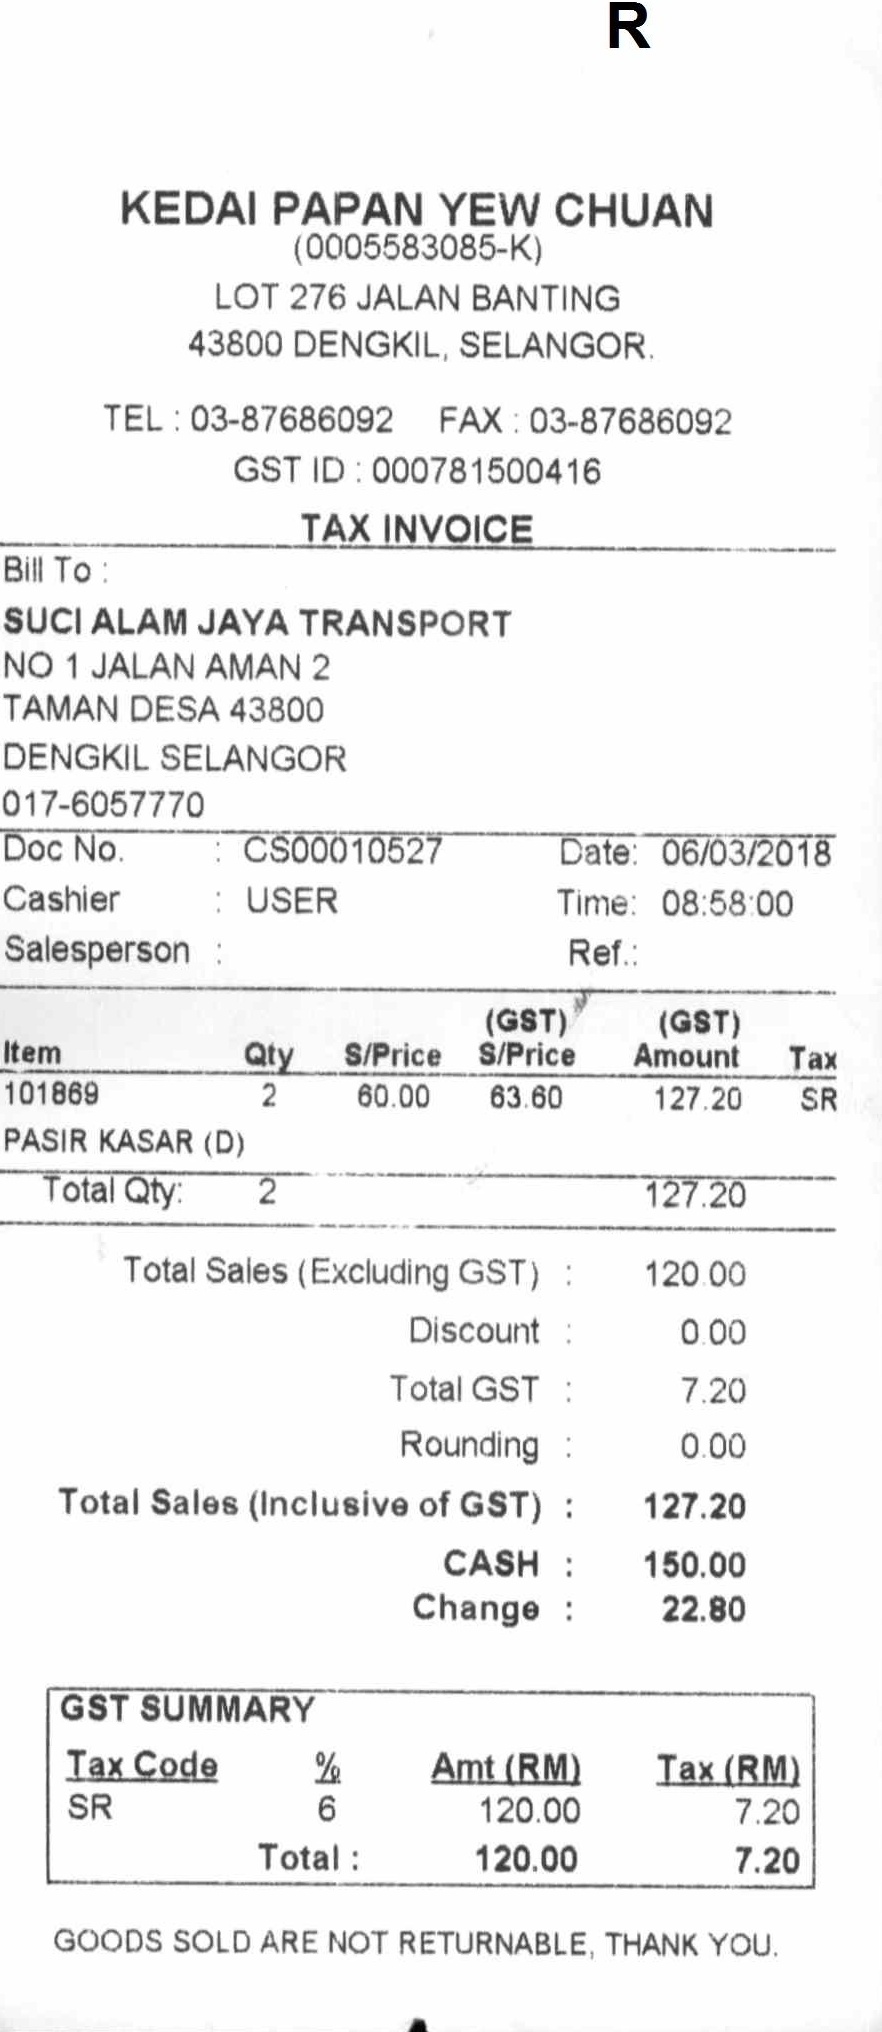 R
KEDAI PAPAN YEW CHUAN
(0005583085-K)
LOT 276 JALAN BANTING
43800 DENGKIL, SELANGOR.
TEL : 03-87686092 FAX : 03-87686092
GST ID : 000781500416
TAX INVOICE
Bill To :
SUCI ALAM JAYA TRANSPORT
NO 1 JALAN AMAN 2
TAMAN DESA 43800
DENGKIL SELANGOR
017-6057770
Doc No. : CS00010527 Date: 06/03/2018
Cashier : USER Time: 08:58:00
Salesperson : Ref.:
(GST) (GST)
Item Qty S/Price S/Price Amount Tax
101869 2 60.00 63.60 127.20 SR
PASIR KASAR (D)
Total Qty: 2 127.20
Total Sales (Excluding GST) : 120.00
Discount : 0.00
Total GST : 7.20
Rounding : 0.00
Total Sales (Inclusive of GST) : 127.20
CASH : 150.00
Change : 22.80
GST SUMMARY
Tax Code % Amt (RM) Tax (RM)
SR 6 120.00 7.20
Total : 120.00 7.20
GOODS SOLD ARE NOT RETURNABLE, THANK YOU.